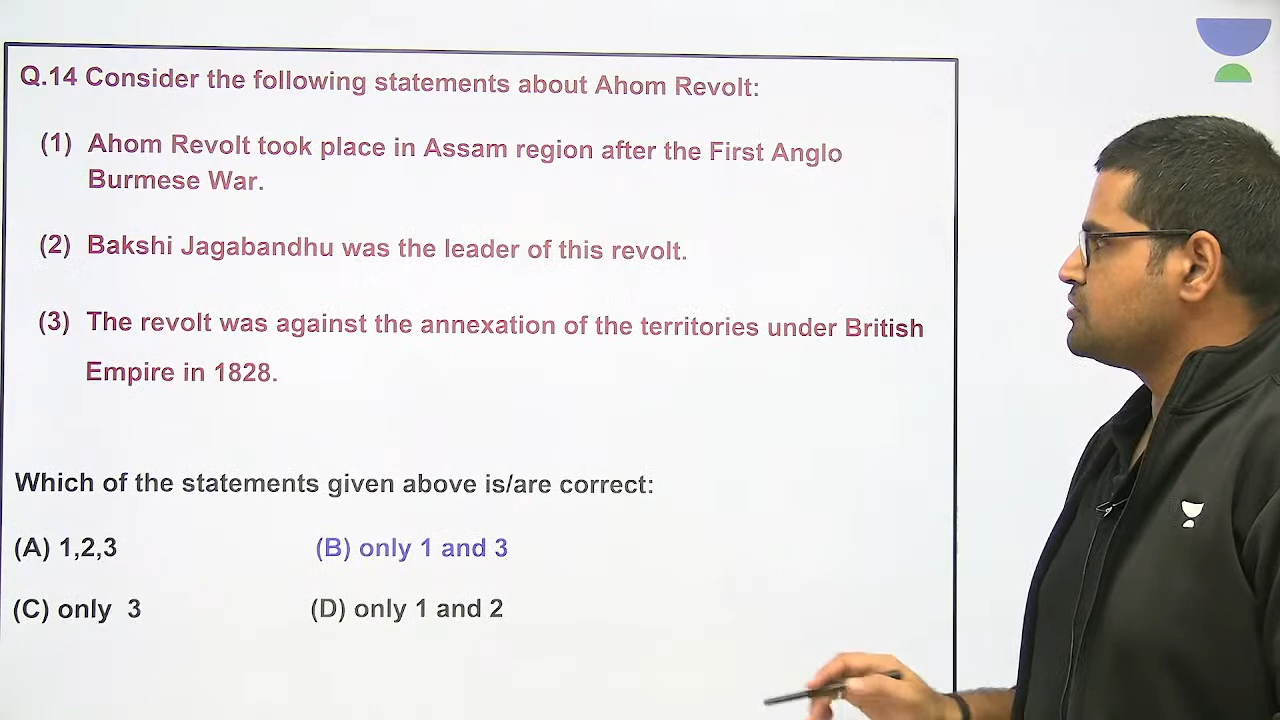 Q.14 Consider the following statements about Ahom Revolt:
(1) Ahom Revolt took place in Assam region after the First Anglo
Burmese War.
(2) Bakshi Jagabandhu was the leader of this revolt.
(3) The revolt was against the annexation of the territories under British
Empire in 1828.
Which of the statements given above is/are correct:
(A) 1,2,3
(B) only 1 and 3
(C) only 3
(D) only 1 and 2